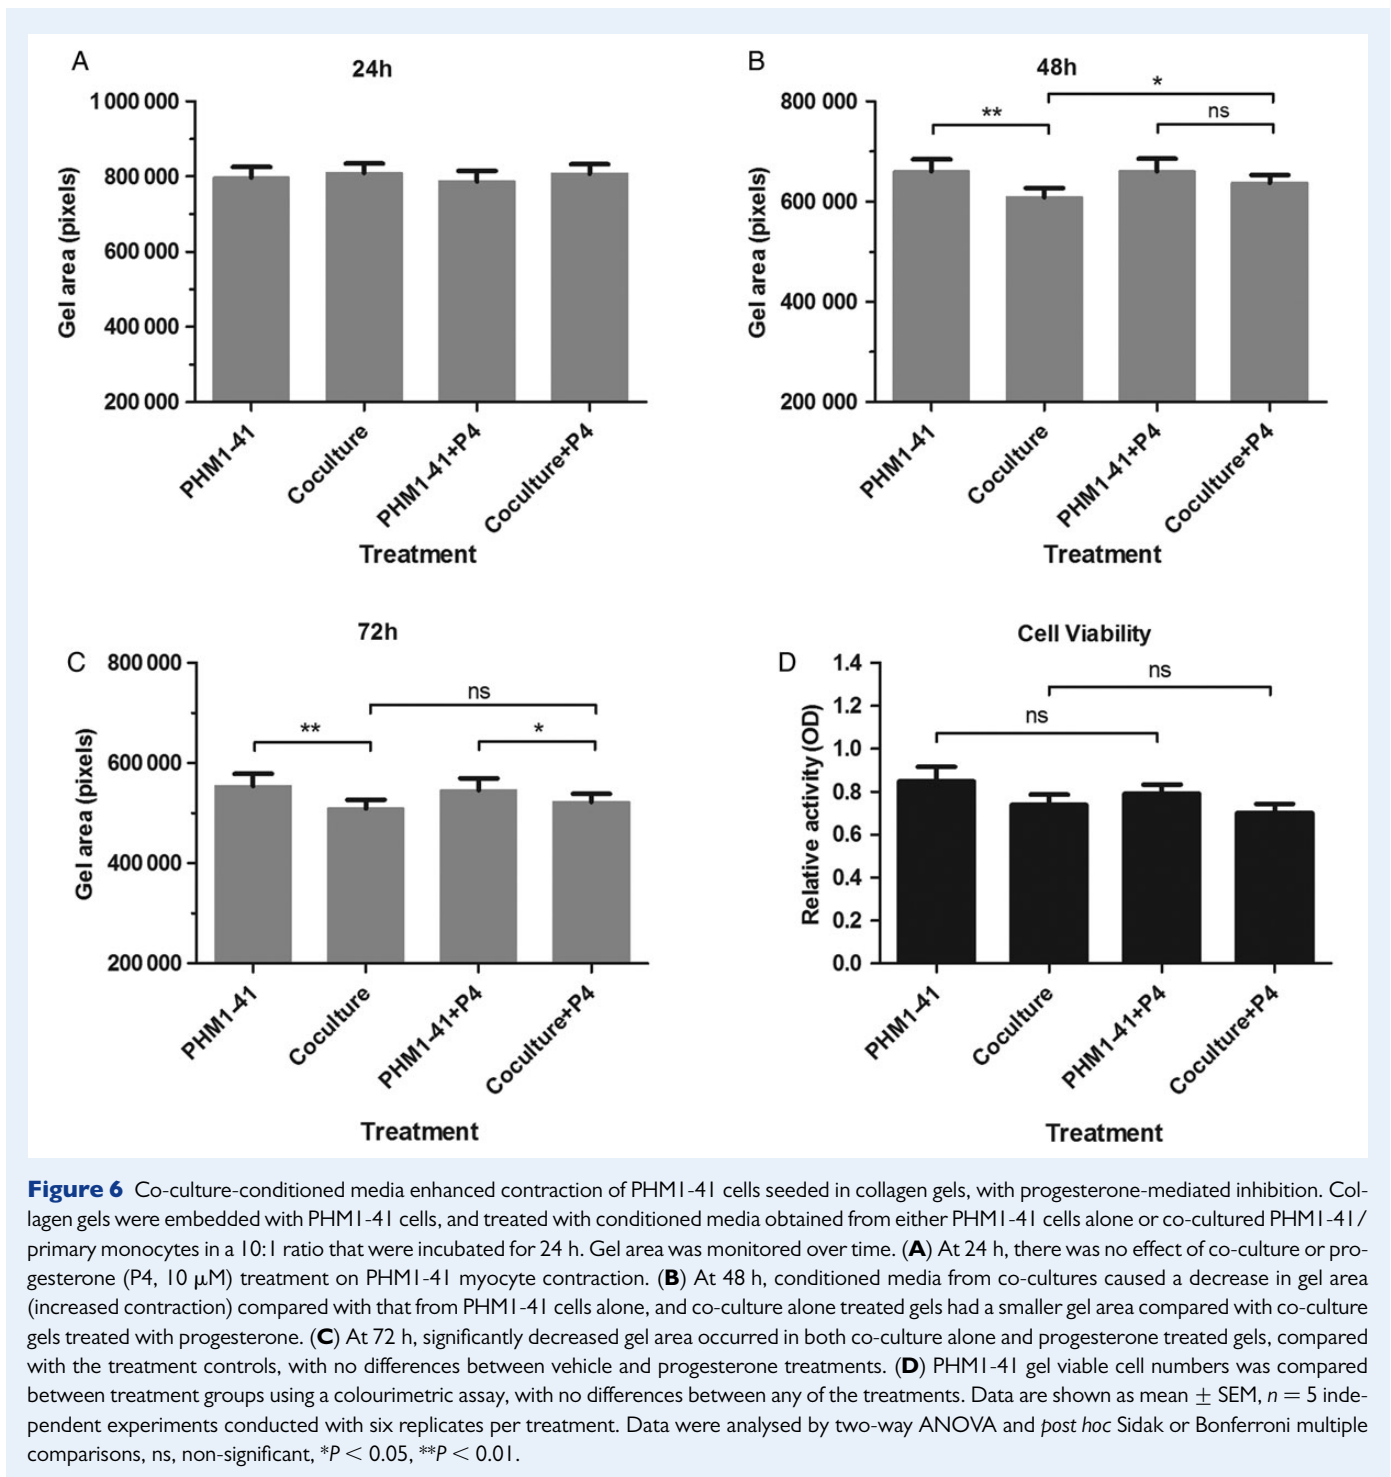 A
24h
1 000 000
800 000
600 000
400 000
200 000
Gel area (pixels)
PHM1-41
Coculture
PHM1-41+P4
Coculture+P4
Treatment
B
48h
*
**
ns
800 000
600 000
400 000
200 000
Gel area (pixels)
PHM1-41
Coculture
PHM1-41+P4
Coculture+P4
Treatment
C
72h
ns
**
*
800 000
600 000
400 000
200 000
Gel area (pixels)
PHM1-41
Coculture
PHM1-41+P4
Coculture+P4
Treatment
D
Cell Viability
ns
ns
1.4
1.2
1.0
0.8
0.6
0.4
0.2
0.0
Relative activity (OD)
PHM1-41
Coculture
PHM1-41+P4
Coculture+P4
Treatment
Figure 6 Co-culture-conditioned media enhanced contraction of PHM1-41 cells seeded in collagen gels, with progesterone-mediated inhibition. Col-
lagen gels were embedded with PHM1-41 cells, and treated with conditioned media obtained from either PHM1-41 cells alone or co-cultured PHM1-41/
primary monocytes in a 10:1 ratio that were incubated for 24 h. Gel area was monitored over time. (A) At 24 h, there was no effect of co-culture or pro-
gesterone (P4, 10 μM) treatment on PHM1-41 myocyte contraction. (B) At 48 h, conditioned media from co-cultures caused a decrease in gel area
(increased contraction) compared with that from PHM1-41 cells alone, and co-culture alone treated gels had a smaller gel area compared with co-culture
gels treated with progesterone. (C) At 72 h, significantly decreased gel area occurred in both co-culture alone and progesterone treated gels, compared
with the treatment controls, with no differences between vehicle and progesterone treatments. (D) PHM1-41 gel viable cell numbers was compared
between treatment groups using a colourimetric assay, with no differences between any of the treatments. Data are shown as mean ± SEM, n = 5 inde-
pendent experiments conducted with six replicates per treatment. Data were analysed by two-way ANOVA and post hoc Sidak or Bonferroni multiple
comparisons, ns, non-significant, *P < 0.05, **P < 0.01.